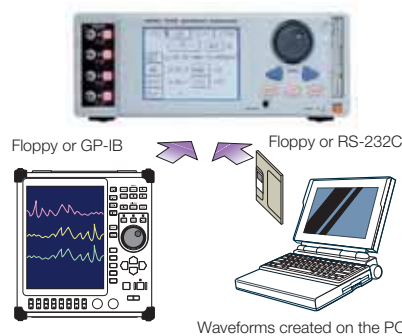 Floppy or GP-IB
Floppy or RS-232C
Waveforms created on the PC